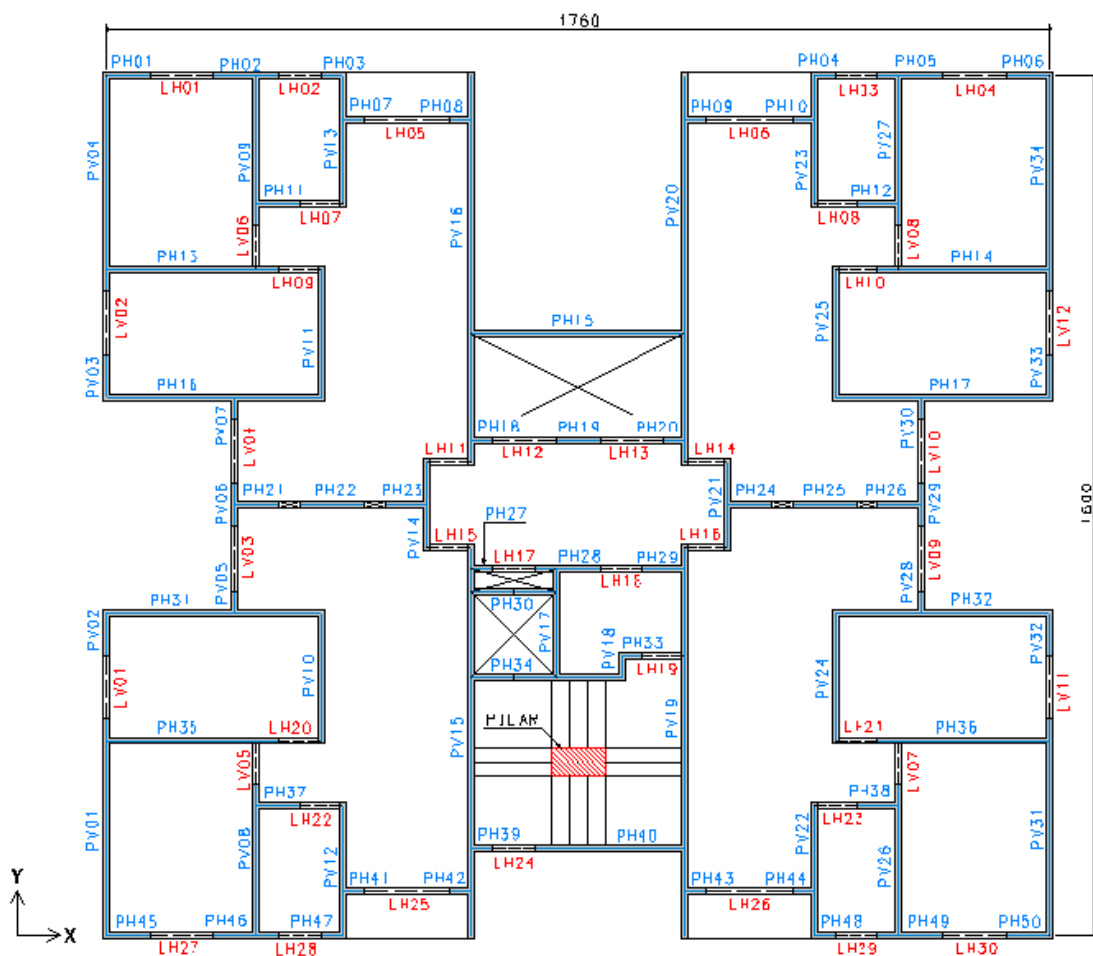 1760
PH01 PH02 PH03 PH04 PH05 PH06
LH01 LH02 LH03 LH04
PH07 PH08 PH09 PH10
LH05 LH06
PV04 PV09 PV13 PV16 PV20 PV23 PV27 PV34
PH11 PH12
LH07 LH08
LV06 LV08
PH13 PH14
LH09 LH10
LV02 PV11 PV25 LV12
PH15
PV03 PV33
PH16 PH17
PV07 PV30
PH18 PH19 PH20
LV04 LH11 LH12 LH13 LH14 LV10
PV06 PH21 PH22 PH23 PV21 PH24 PH25 PH26 PV29
1600
PH27
PV14
LV03 LH15 LH16 LV09
LH17 PH28 PH29
PV05 LH18 PV28
PH31 PH30 PH32
PV02 PV17 PV18 PH33 PV32
PH34 LH19
LV01 PV10 PV24 LV11
PV15 PILAR PV19
PH35 LH20 LH21 PH36
LV05 LV07
PH37 PH38
LH22 LH23
PV01 PV08 PV12 PV22 PV26 PV31
PH39 PH40
LH24
Y
PH41 PH42 PH43 PH44
LH25 LH26
PH45 PH46 PH47 PH48 PH49 PH50
X
LH27 LH28 LH29 LH30